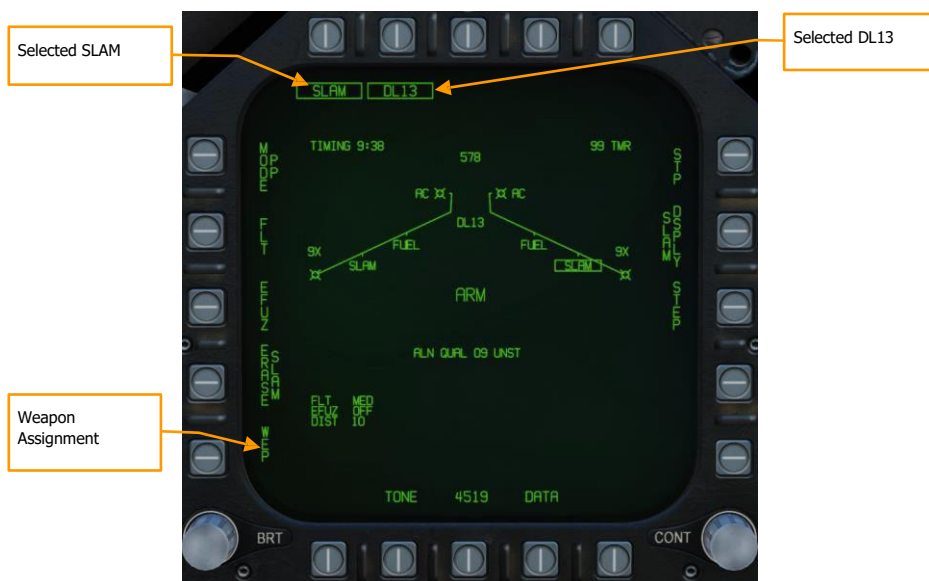 Selected SLAM
Selected DL13
SLAM DL13
TIMING 9:38
578
99 TMR
MODE
PP
STP
AC
AC
DL13
FLT
SLAM
DSPLY
9X
FUEL
FUEL
9X
SLAM
SLAM
EFUZ
ARM
STEP
ERASE
SLAM
ALN QUAL 09 UNST
FLT MED
EFUZ OFF
DIST 10
Weapon
Assignment
WEP
TONE 4519 DATA
BRT
CONT